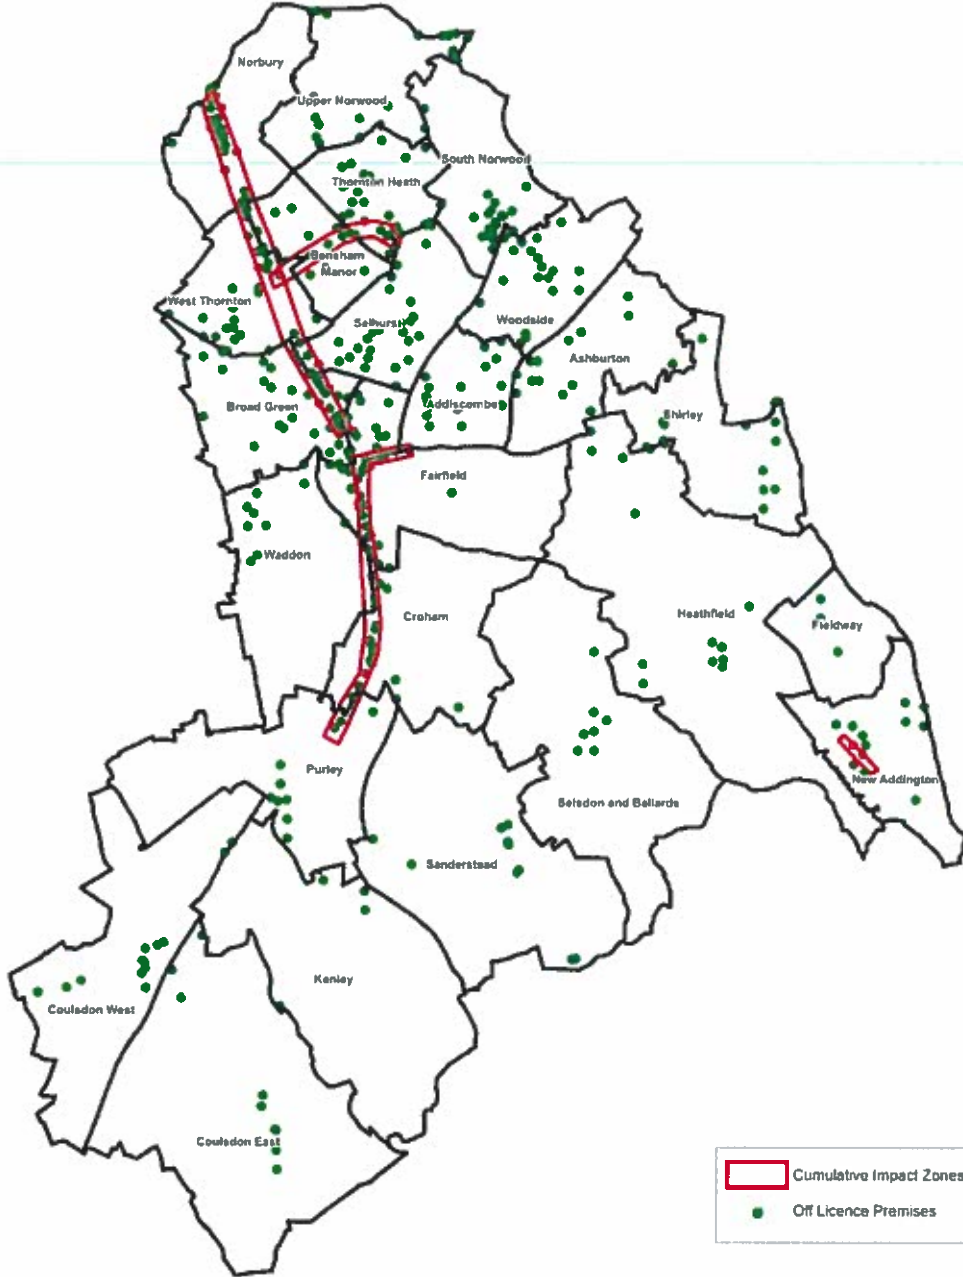 Norbury
Upper Norwood
South Norwood
Thornton Heath
Bensham
Manor
West Thornton
Selhurst
Woodside
Ashburton
Broad Green
Addiscombe
Shirley
Fairfield
Waddon
Croham
Heathfield
Fieldway
Purley
New Addington
Selsdon and Ballards
Sanderstead
Kenley
Coulsdon West
Coulsdon East
Cumulative Impact Zones
Off Licence Premises